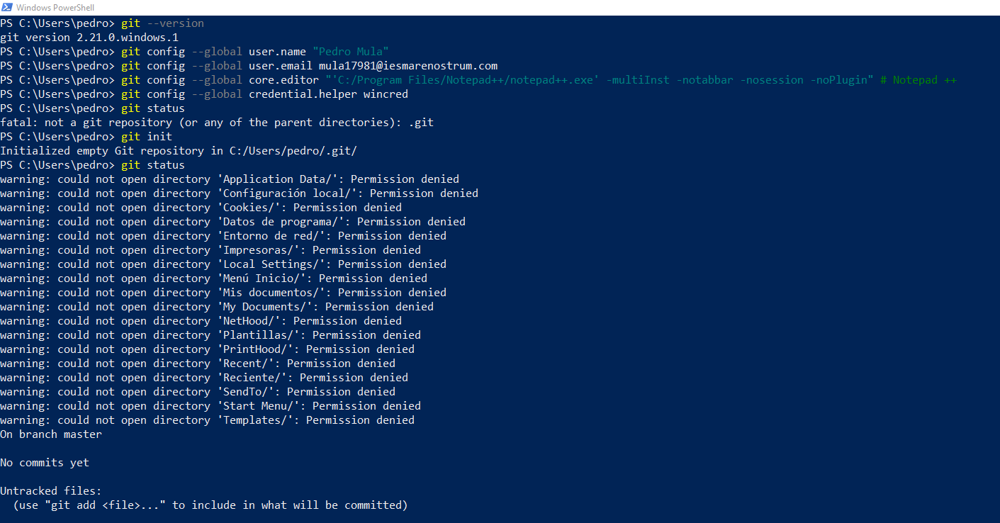 Windows PowerShell
PS C:\Users\pedro> git --version
git version 2.21.0.windows.1
PS C:\Users\pedro> git config --global user.name "Pedro Mula"
PS C:\Users\pedro> git config --global user.email mula17981@iesmarenostrum.com
PS C:\Users\pedro> git config --global core.editor "'C:/Program Files/Notepad++/notepad++.exe' -multiInst -notabbar -nosession -noPlugin" # Notepad ++
PS C:\Users\pedro> git config --global credential.helper wincred
PS C:\Users\pedro> git status
fatal: not a git repository (or any of the parent directories): .git
PS C:\Users\pedro> git init
Initialized empty Git repository in C:/Users/pedro/.git/
PS C:\Users\pedro> git status
warning: could not open directory 'Application Data/': Permission denied
warning: could not open directory 'Configuración local/': Permission denied
warning: could not open directory 'Cookies/': Permission denied
warning: could not open directory 'Datos de programa/': Permission denied
warning: could not open directory 'Entorno de red/': Permission denied
warning: could not open directory 'Impresoras/': Permission denied
warning: could not open directory 'Local Settings/': Permission denied
warning: could not open directory 'Menú Inicio/': Permission denied
warning: could not open directory 'Mis documentos/': Permission denied
warning: could not open directory 'My Documents/': Permission denied
warning: could not open directory 'NetHood/': Permission denied
warning: could not open directory 'Plantillas/': Permission denied
warning: could not open directory 'PrintHood/': Permission denied
warning: could not open directory 'Recent/': Permission denied
warning: could not open directory 'Reciente/': Permission denied
warning: could not open directory 'SendTo/': Permission denied
warning: could not open directory 'Start Menu/': Permission denied
warning: could not open directory 'Templates/': Permission denied
On branch master
No commits yet
Untracked files:
(use "git add <file>..." to include in what will be committed)